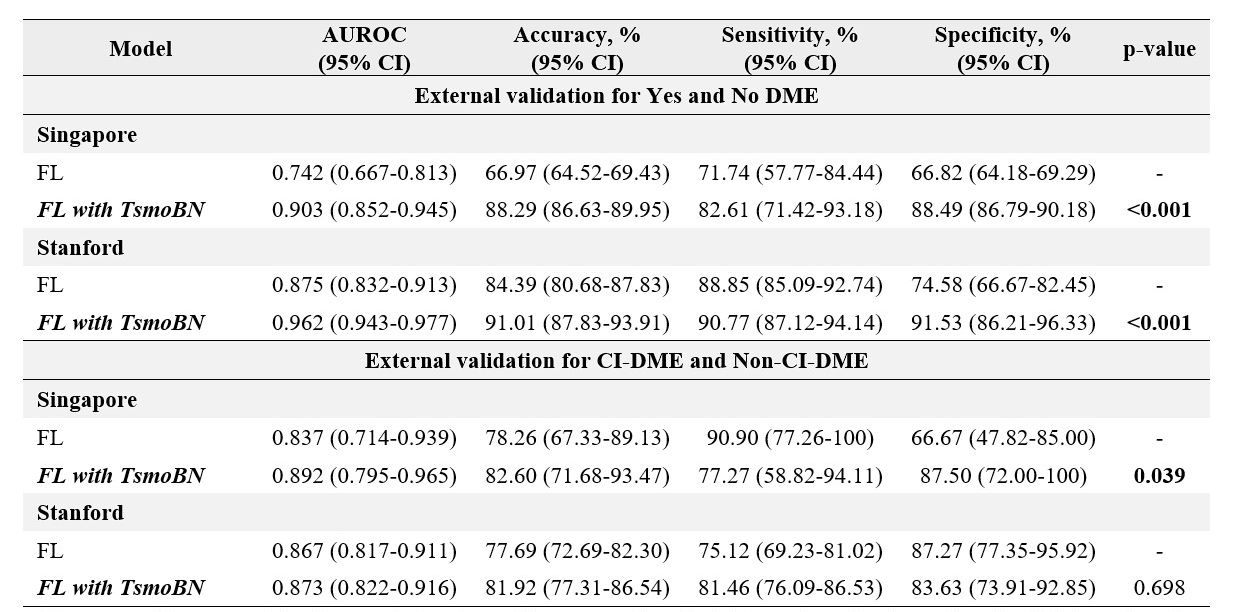 Model AUROC (95% CI) Accuracy, % (95% CI) Sensitivity, % (95% CI) Specificity, % (95% CI) p-value
External validation for Yes and No DME
Singapore
FL 0.742 (0.667-0.813) 66.97 (64.52-69.43) 71.74 (57.77-84.44) 66.82 (64.18-69.29) -
FL with TsmoBN 0.903 (0.852-0.945) 88.29 (86.63-89.95) 82.61 (71.42-93.18) 88.49 (86.79-90.18) <0.001
Stanford
FL 0.875 (0.832-0.913) 84.39 (80.68-87.83) 88.85 (85.09-92.74) 74.58 (66.67-82.45) -
FL with TsmoBN 0.962 (0.943-0.977) 91.01 (87.83-93.91) 90.77 (87.12-94.14) 91.53 (86.21-96.33) <0.001
External validation for CI-DME and Non-CI-DME
Singapore
FL 0.837 (0.714-0.939) 78.26 (67.33-89.13) 90.90 (77.26-100) 66.67 (47.82-85.00) -
FL with TsmoBN 0.892 (0.795-0.965) 82.60 (71.68-93.47) 77.27 (58.82-94.11) 87.50 (72.00-100) 0.039
Stanford
FL 0.867 (0.817-0.911) 77.69 (72.69-82.30) 75.12 (69.23-81.02) 87.27 (77.35-95.92) -
FL with TsmoBN 0.873 (0.822-0.916) 81.92 (77.31-86.54) 81.46 (76.09-86.53) 83.63 (73.91-92.85) 0.698